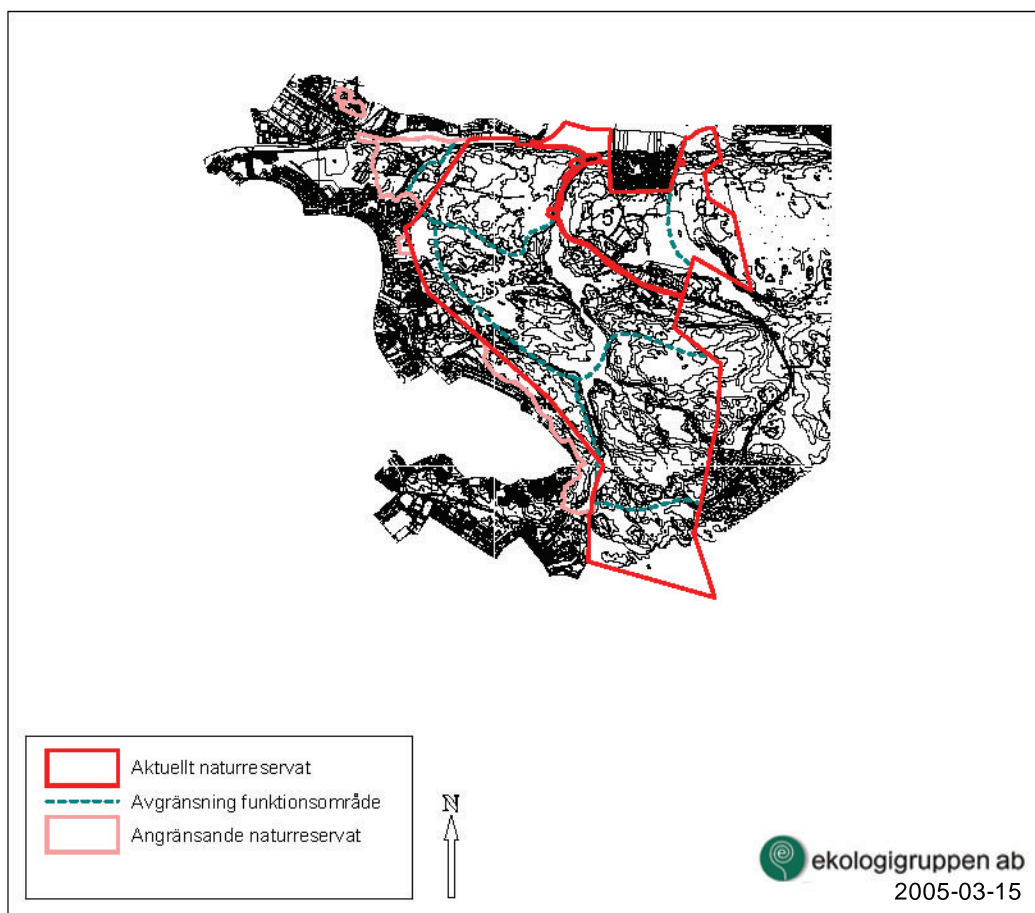 3
5
6
Aktuellt naturreservat
Avgränsning funktionsområde
Angränsande naturreservat
N
ekologigruppen ab
2005-03-15